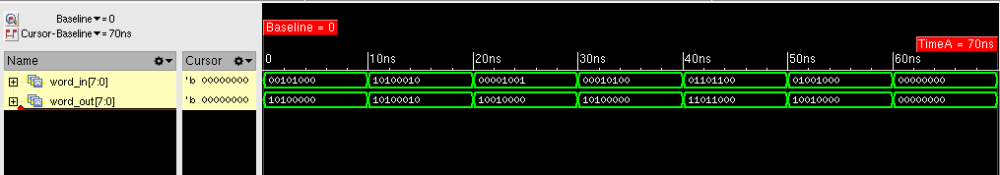 Baseline▼= 0
Cursor-Baseline▼= 70ns
Baseline = 0
TimeA = 70ns
Name Cursor 0 10ns 20ns 30ns 40ns 50ns 60ns
word_in[7:0] 'b 00000000 00101000 10100010 00001001 00010100 01101100 01001000 00000000
word_out[7:0] 'b 00000000 10100000 10100010 10010000 10100000 11011000 10010000 00000000